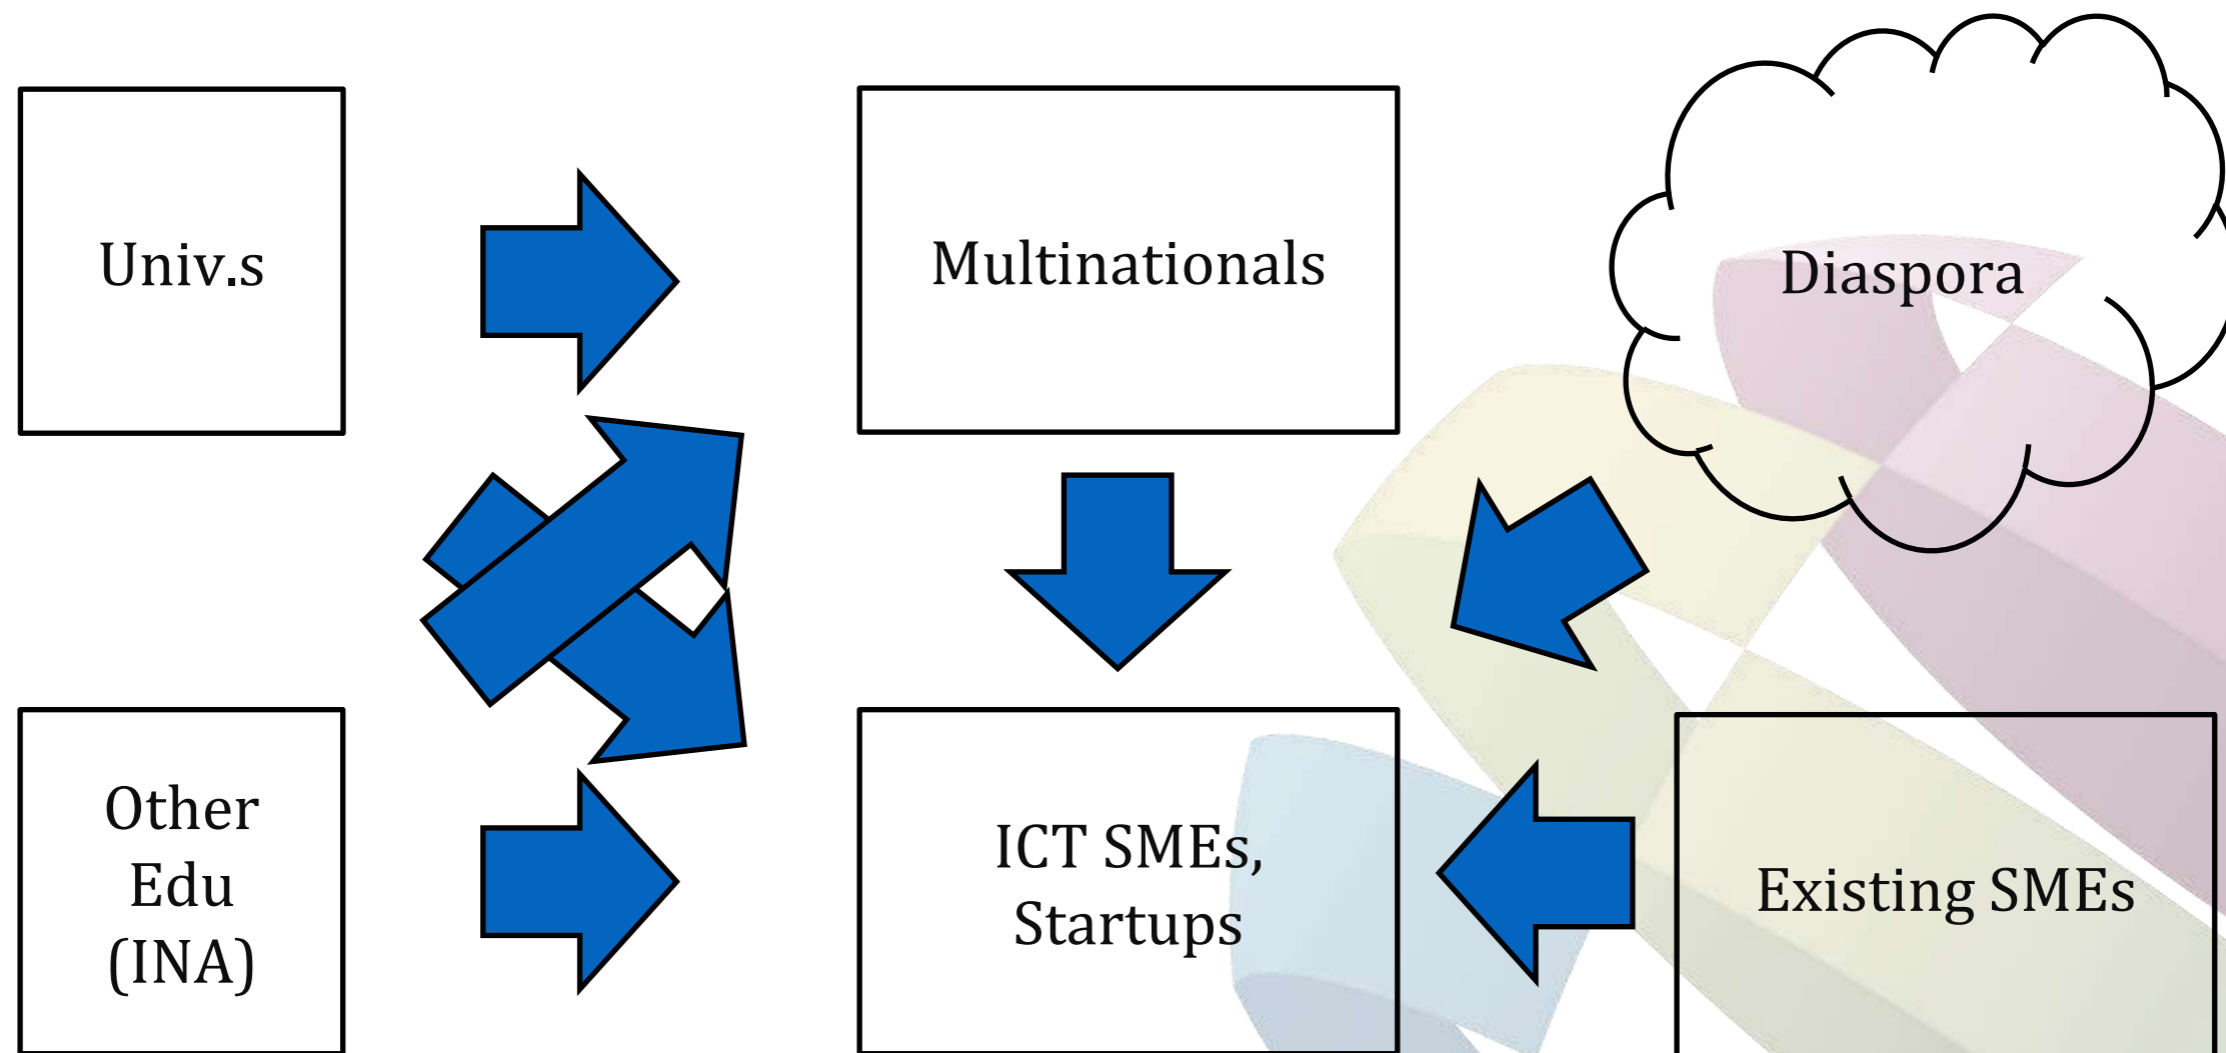 Univ.s
Multinationals
Diaspora
Other
Edu
(INA)
ICT SMEs,
Startups
Existing SMEs